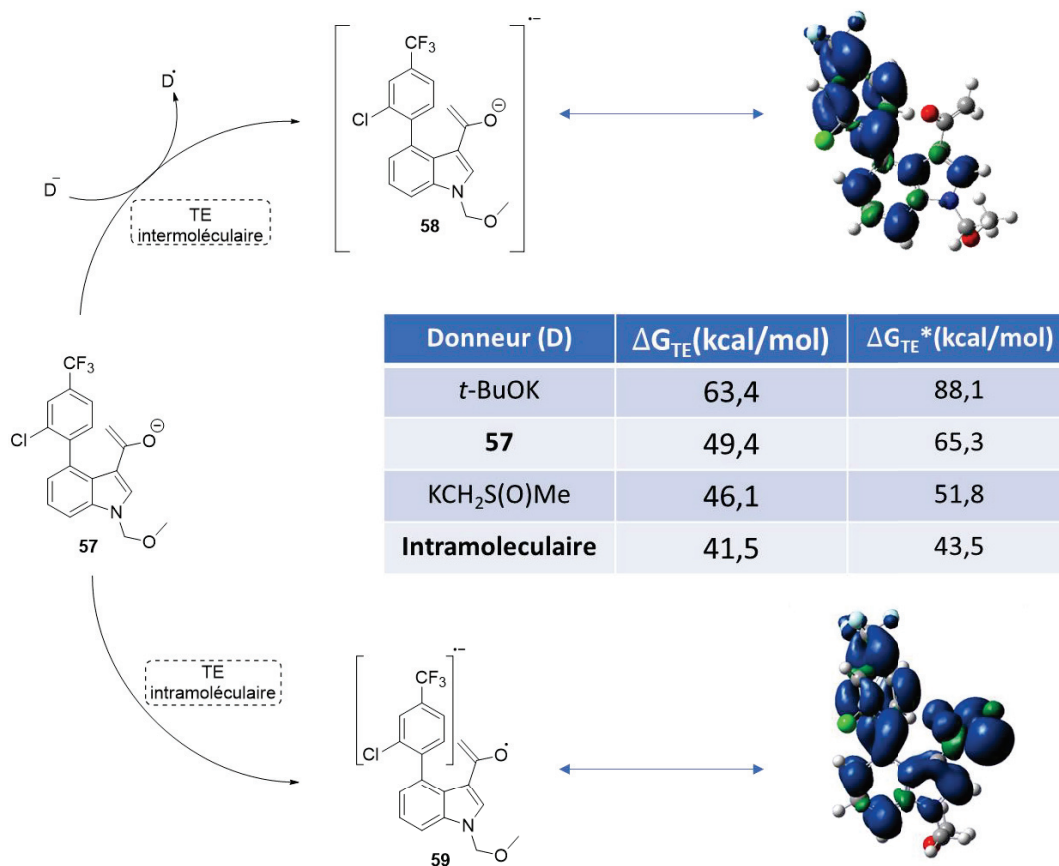 •−
CF₃
Cl
O⊖
N
O
58
D•
D⁻
TE
intermoléculaire
Donneur (D)
ΔG_TE(kcal/mol)
ΔG_TE*(kcal/mol)
t-BuOK
63,4
88,1
57
49,4
65,3
KCH₂S(O)Me
46,1
51,8
Intramoleculaire
41,5
43,5
CF₃
Cl
O⊖
N
O
57
TE
intramoléculaire
•−
CF₃
Cl
O•
N
O
59